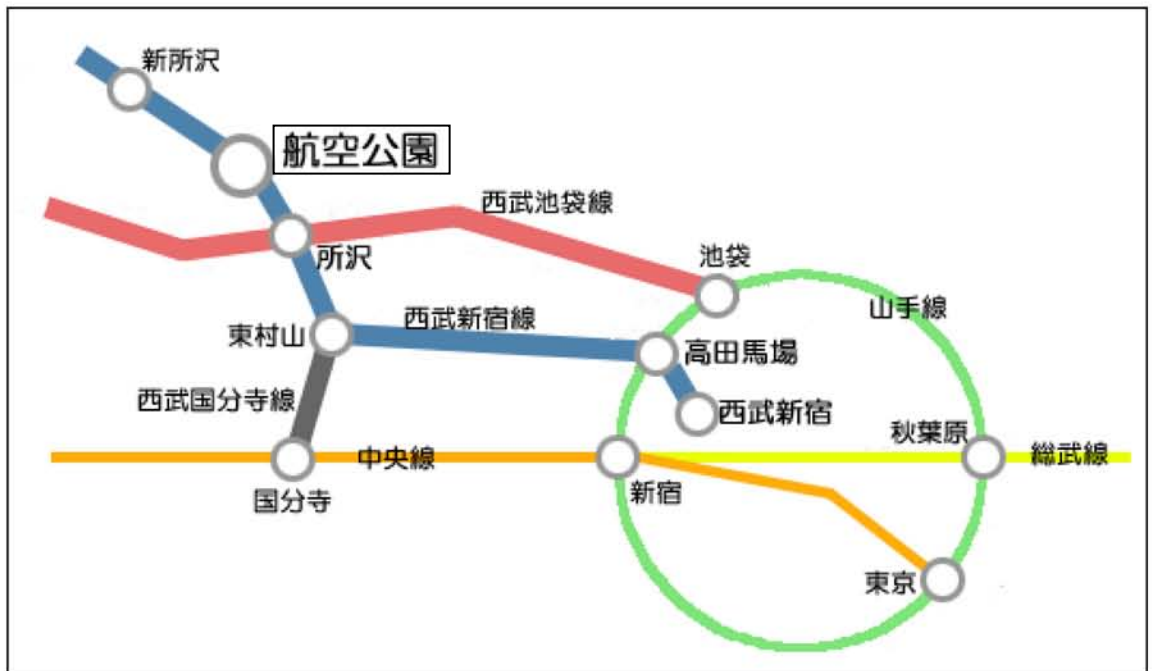 新所沢
航空公園
西武池袋線
所沢
池袋
山手線
西武新宿線
東村山
高田馬場
西武国分寺線
西武新宿
秋葉原
中央線
総武線
新宿
国分寺
東京